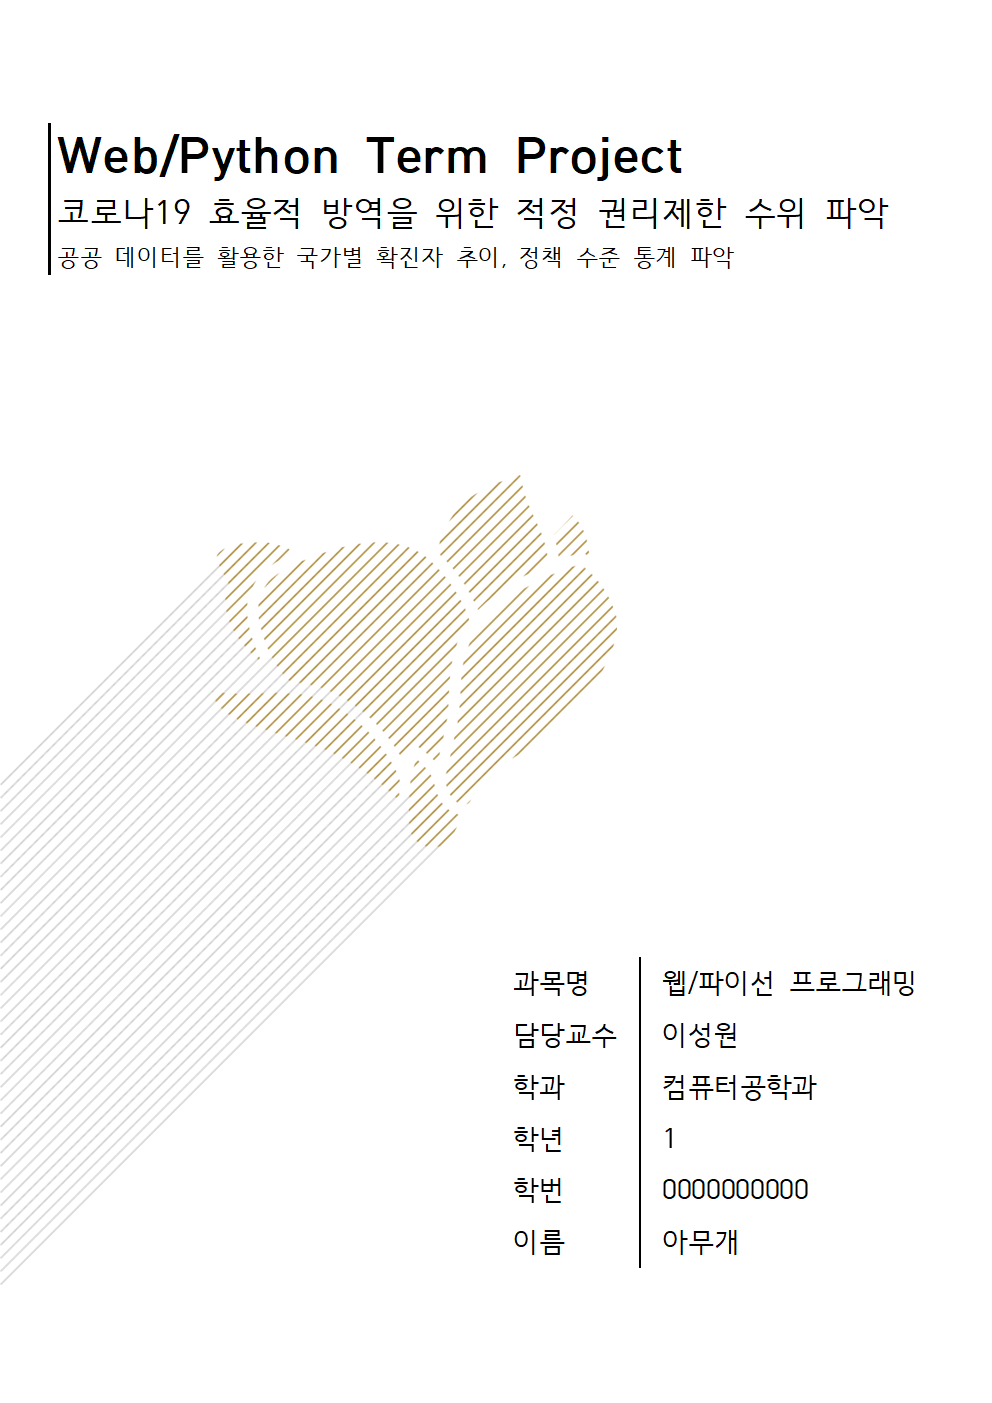 Web/Python Term Project
코로나19 효율적 방역을 위한 적정 권리제한 수위 파악
공공 데이터를 활용한 국가별 확진자 추이, 정책 수준 통계 파악
과목명 웹/파이선 프로그래밍
담당교수 이성원
학과 컴퓨터공학과
학년 1
학번 0000000000
이름 아무개